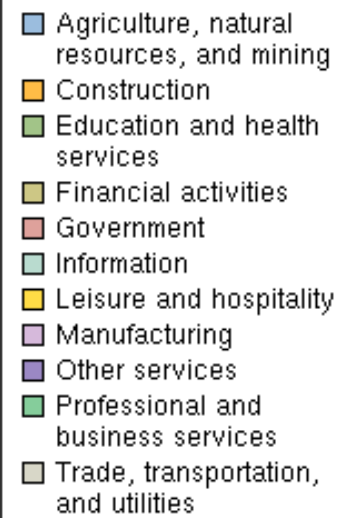 Agriculture, natural
resources, and mining
Construction
Education and health
services
Financial activities
Government
Information
Leisure and hospitality
Manufacturing
Other services
Professional and
business services
Trade, transportation,
and utilities